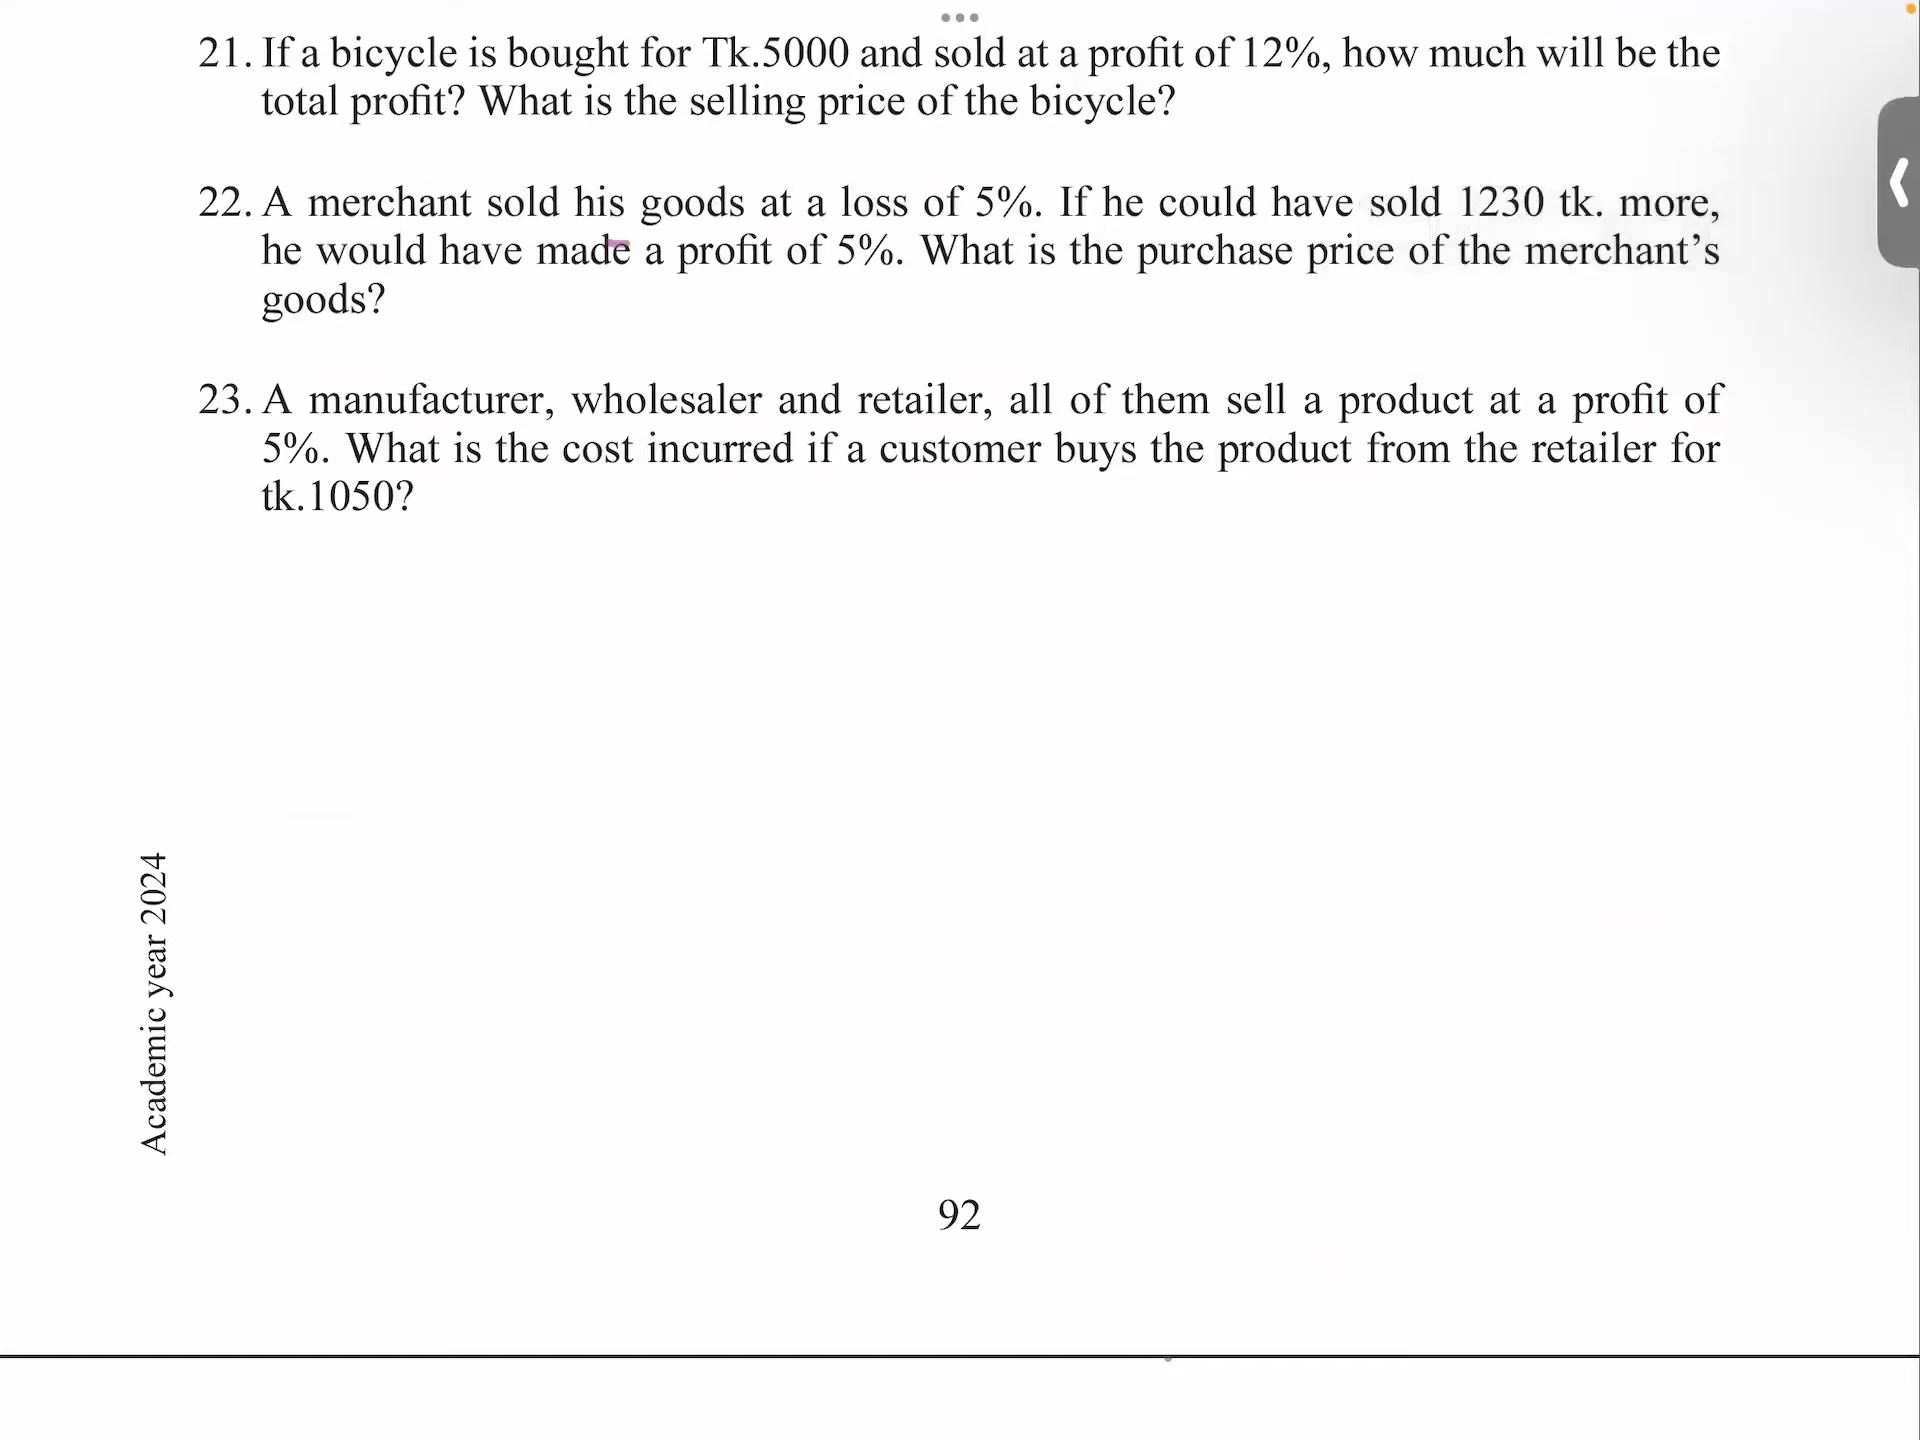 21. If a bicycle is bought for Tk.5000 and sold at a profit of 12%, how much will be the
total profit? What is the selling price of the bicycle?
22. A merchant sold his goods at a loss of 5%. If he could have sold 1230 tk. more,
he would have made a profit of 5%. What is the purchase price of the merchant’s
goods?
23. A manufacturer, wholesaler and retailer, all of them sell a product at a profit of
5%. What is the cost incurred if a customer buys the product from the retailer for
tk.1050?
Academic year 2024
92